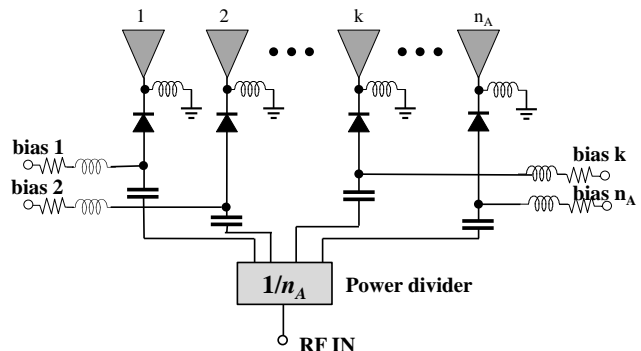 1 2 k n_A
bias 1
bias 2
bias k
bias n_A
1/n_A
Power divider
RF IN